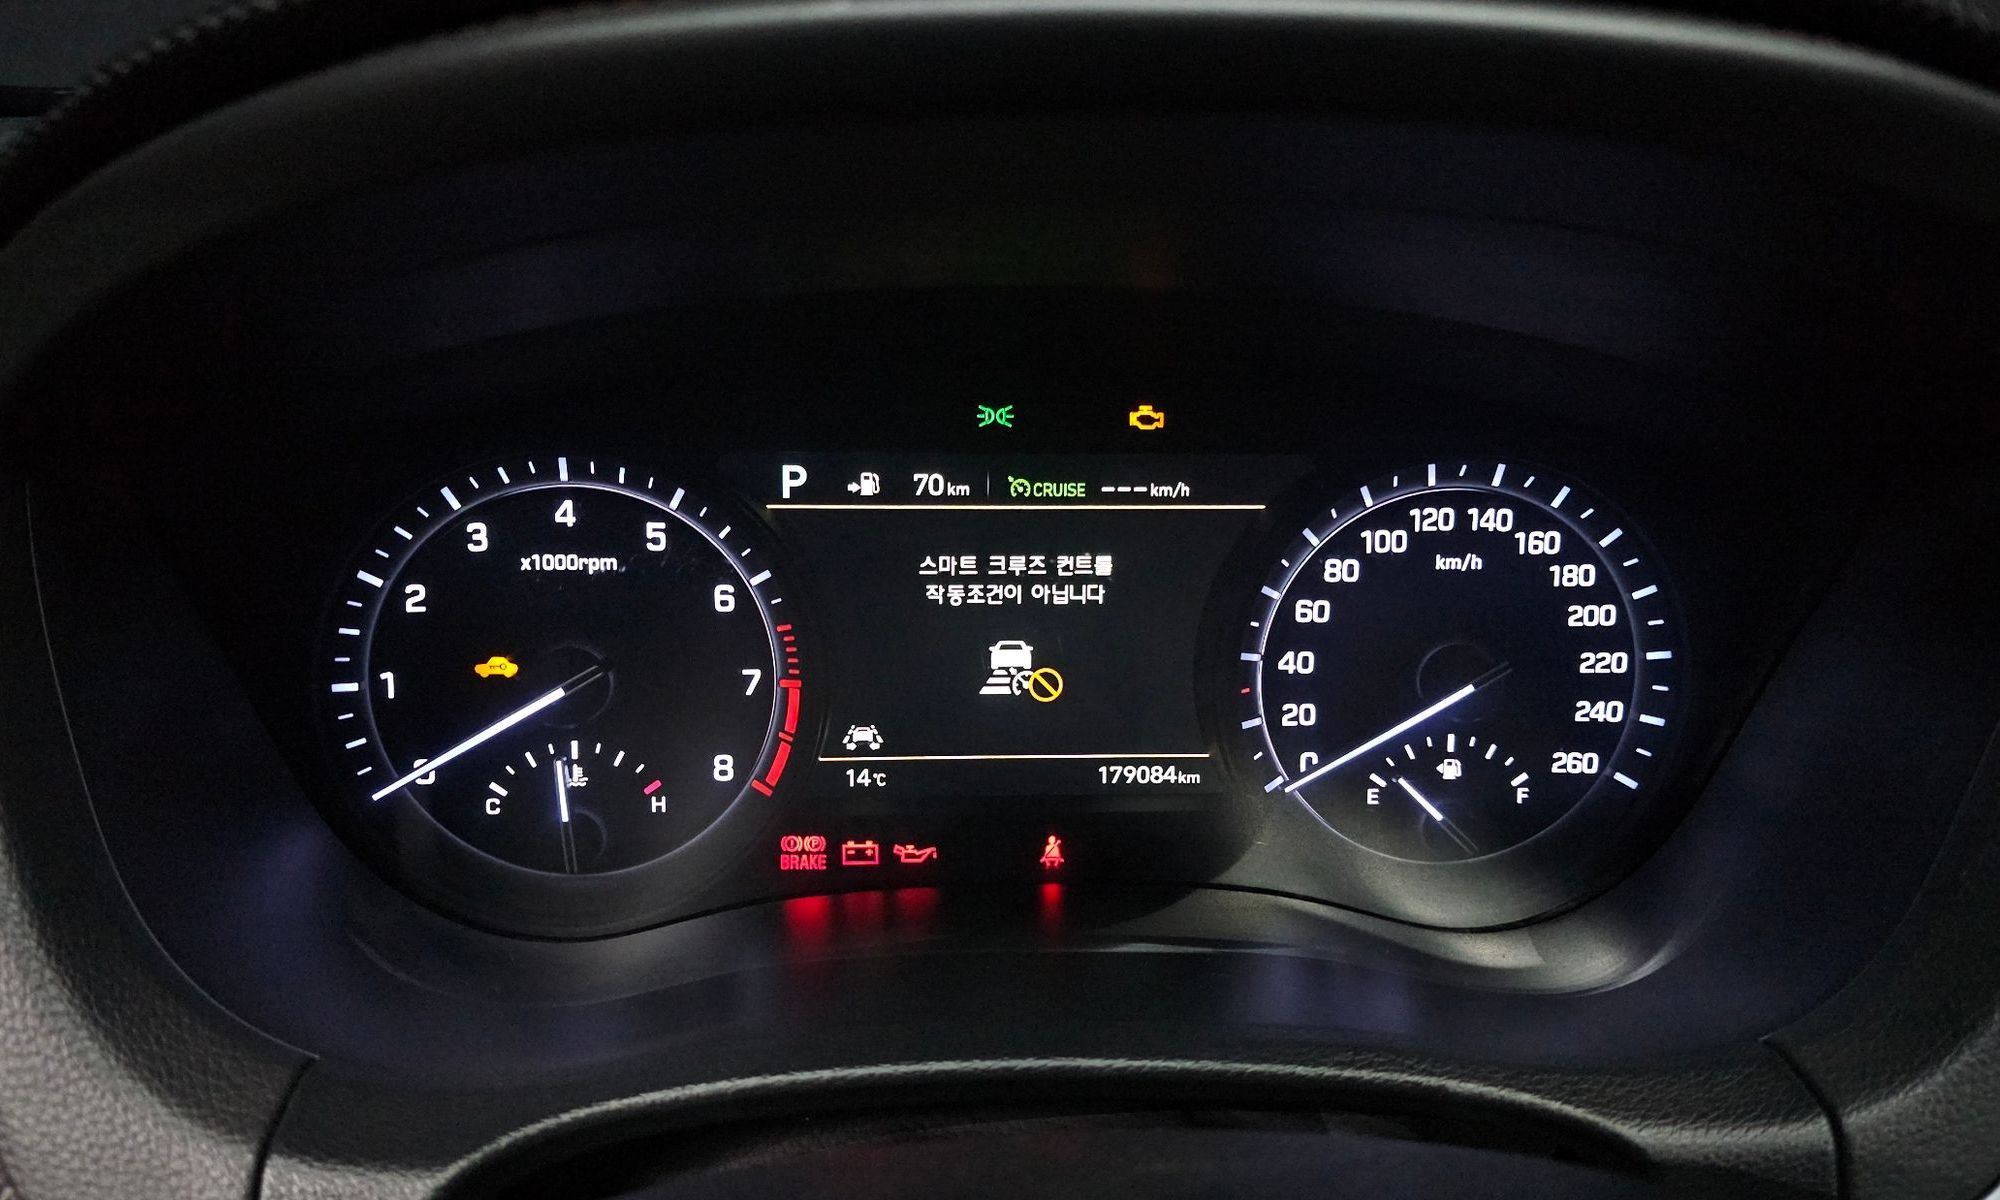 P 70 km CRUISE ---km/h
스마트 크루즈 컨트롤
작동조건이 아닙니다
14℃ 179084km
0 1 2 3 4 5 6 7 8
x1000rpm
C H
0 20 40 60 80 100 120 140 160 180 200 220 240 260
km/h
E F
(P)
BRAKE